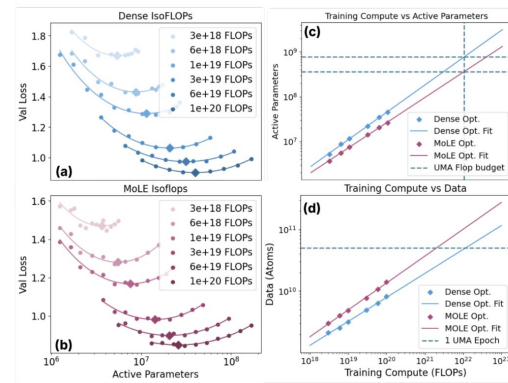 Dense IsoFLOPs
Val Loss
1.8
1.6
1.4
1.2
1.0
3e+18 FLOPs
6e+18 FLOPs
1e+19 FLOPs
3e+19 FLOPs
6e+19 FLOPs
1e+20 FLOPs
(a)
MoLE Isoflops
Val Loss
1.6
1.4
1.2
1.0
3e+18 FLOPs
6e+18 FLOPs
1e+19 FLOPs
3e+19 FLOPs
6e+19 FLOPs
1e+20 FLOPs
(b)
10⁶
10⁷
10⁸
Active Parameters
Training Compute vs Active Parameters
(c)
Active Parameters
10⁹
10⁸
10⁷
Dense Opt.
Dense Opt. Fit
MoLE Opt.
MoLE Opt. Fit
UMA Flop budget
Training Compute vs Data
(d)
Data (Atoms)
10¹¹
10¹⁰
Dense Opt.
Dense Opt. Fit
MOLE Opt.
MOLE Opt. Fit
1 UMA Epoch
10¹⁸
10¹⁹
10²⁰
10²¹
10²²
10²³
Training Compute (FLOPs)